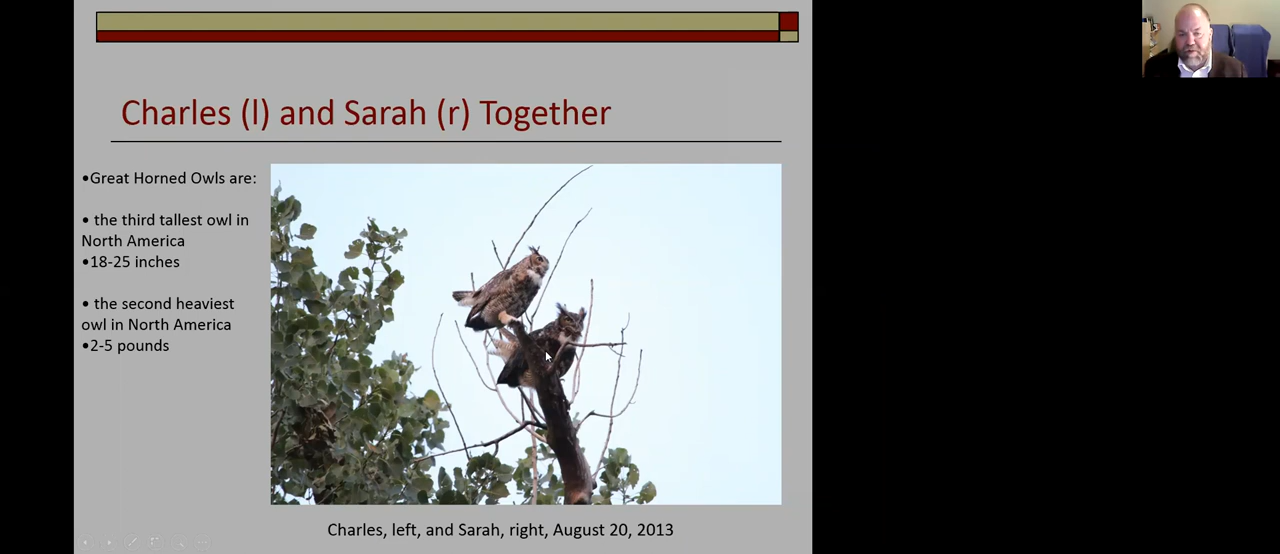 Charles (l) and Sarah (r) Together
•Great Horned Owls are:
• the third tallest owl in
North America
•18-25 inches
• the second heaviest
owl in North America
•2-5 pounds
Charles, left, and Sarah, right, August 20, 2013